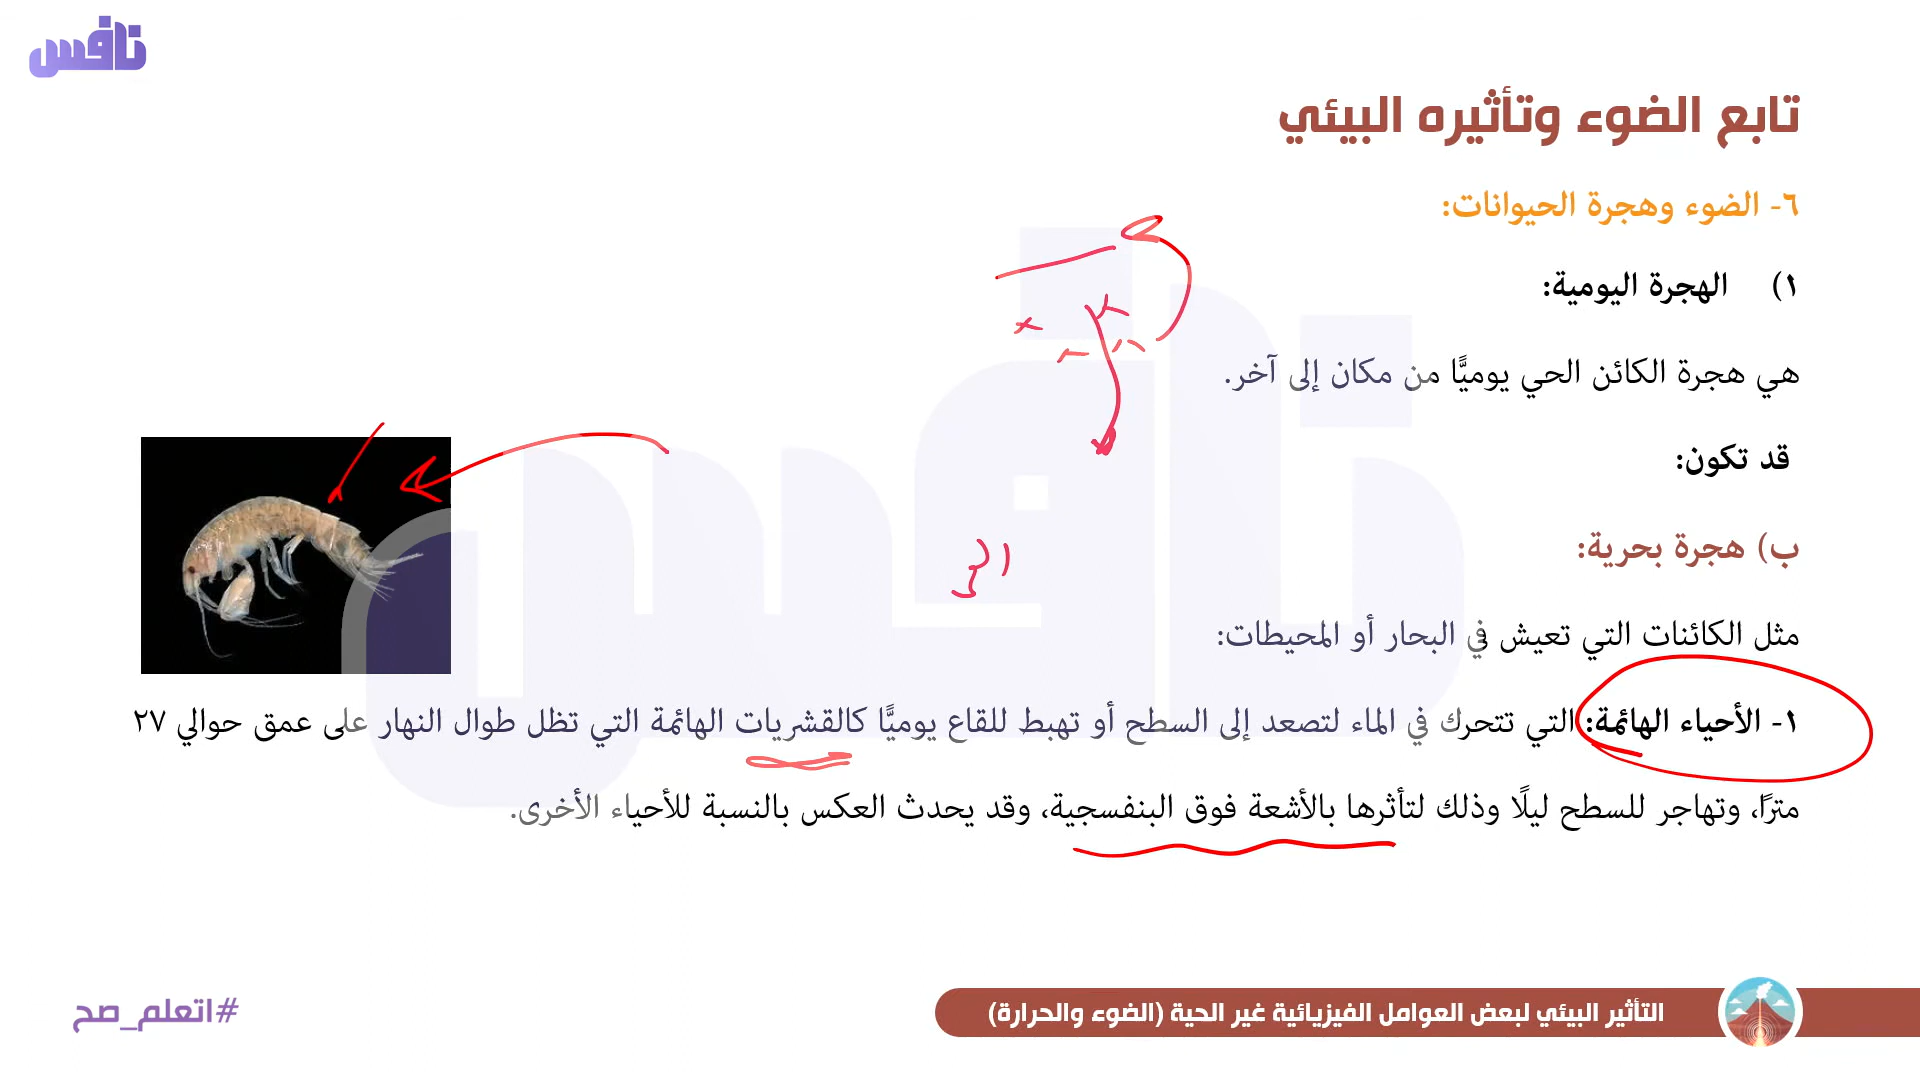 نافس
تابع الضوء وتأثيره البيئي
٦- الضوء وهجرة الحيوانات:
١) الهجرة اليومية:
هي هجرة الكائن الحي يوميًّا من مكان إلى آخر.
قد تكون:
ب) هجرة بحرية:
مثل الكائنات التي تعيش في البحار أو المحيطات:
١- الأحياء الهائمة: التي تتحرك في الماء لتصعد إلى السطح أو تهبط للقاع يوميًّا كالقشريات الهائمة التي تظل طوال النهار على عمق حوالي ٢٧
مترًا، وتهاجر للسطح ليلًا وذلك لتأثرها بالأشعة فوق البنفسجية، وقد يحدث العكس بالنسبة للأحياء الأخرى.
التأثير البيئي لبعض العوامل الفيزيائية غير الحية (الضوء والحرارة)
#اتعلم_صح